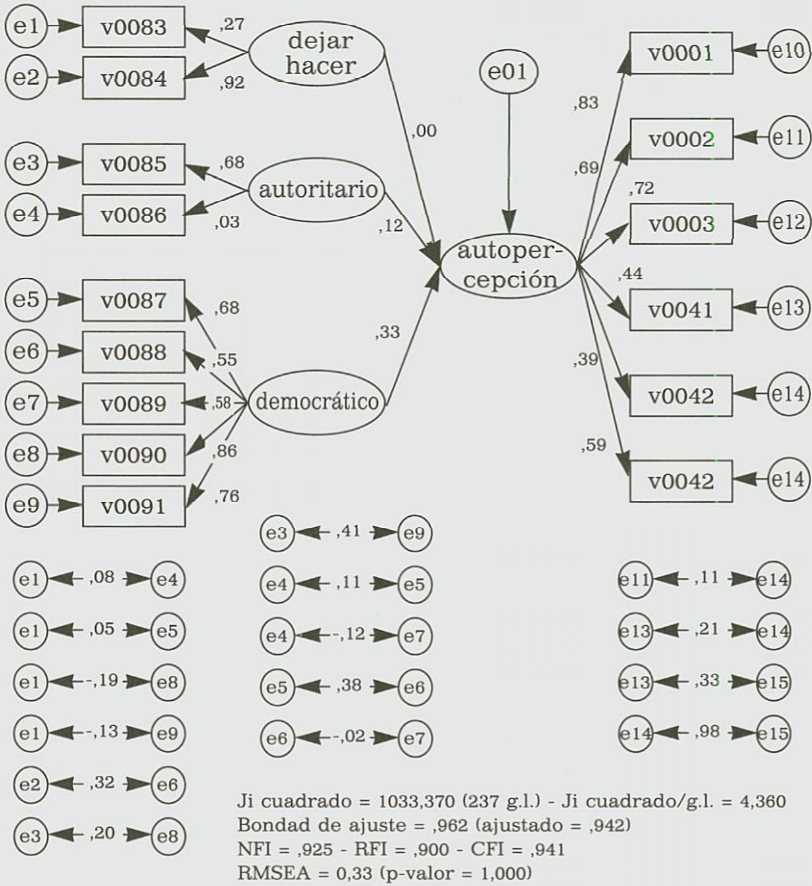 e1 v0083 ,27
dejar
hacer
e2 v0084 ,92
e3 v0085 ,68
autoritario
e4 v0086 ,03
e5 v0087 ,68
e6 v0088 ,55
e7 v0089 ,58
democrático
e8 v0090 ,86
e9 v0091 ,76
,00
,12
,33
e01
autoper-
cepción
,83 v0001 e10
,69 v0002 e11
,72 v0003 e12
,44 v0041 e13
,39 v0042 e14
,59 v0042 e14
e1 ,08 e4
e1 ,05 e5
e1 -,19 e8
e1 -,13 e9
e2 ,32 e6
e3 ,20 e8
e3 ,41 e9
e4 ,11 e5
e4 -,12 e7
e5 ,38 e6
e6 -,02 e7
e11 ,11 e14
e13 ,21 e14
e13 ,33 e15
e14 ,98 e15
Ji cuadrado = 1033,370 (237 g.l.) - Ji cuadrado/g.l. = 4,360
Bondad de ajuste = ,962 (ajustado = ,942)
NFI = ,925 - RFI = ,900 - CFI = ,941
RMSEA = 0,33 (p-valor = 1,000)